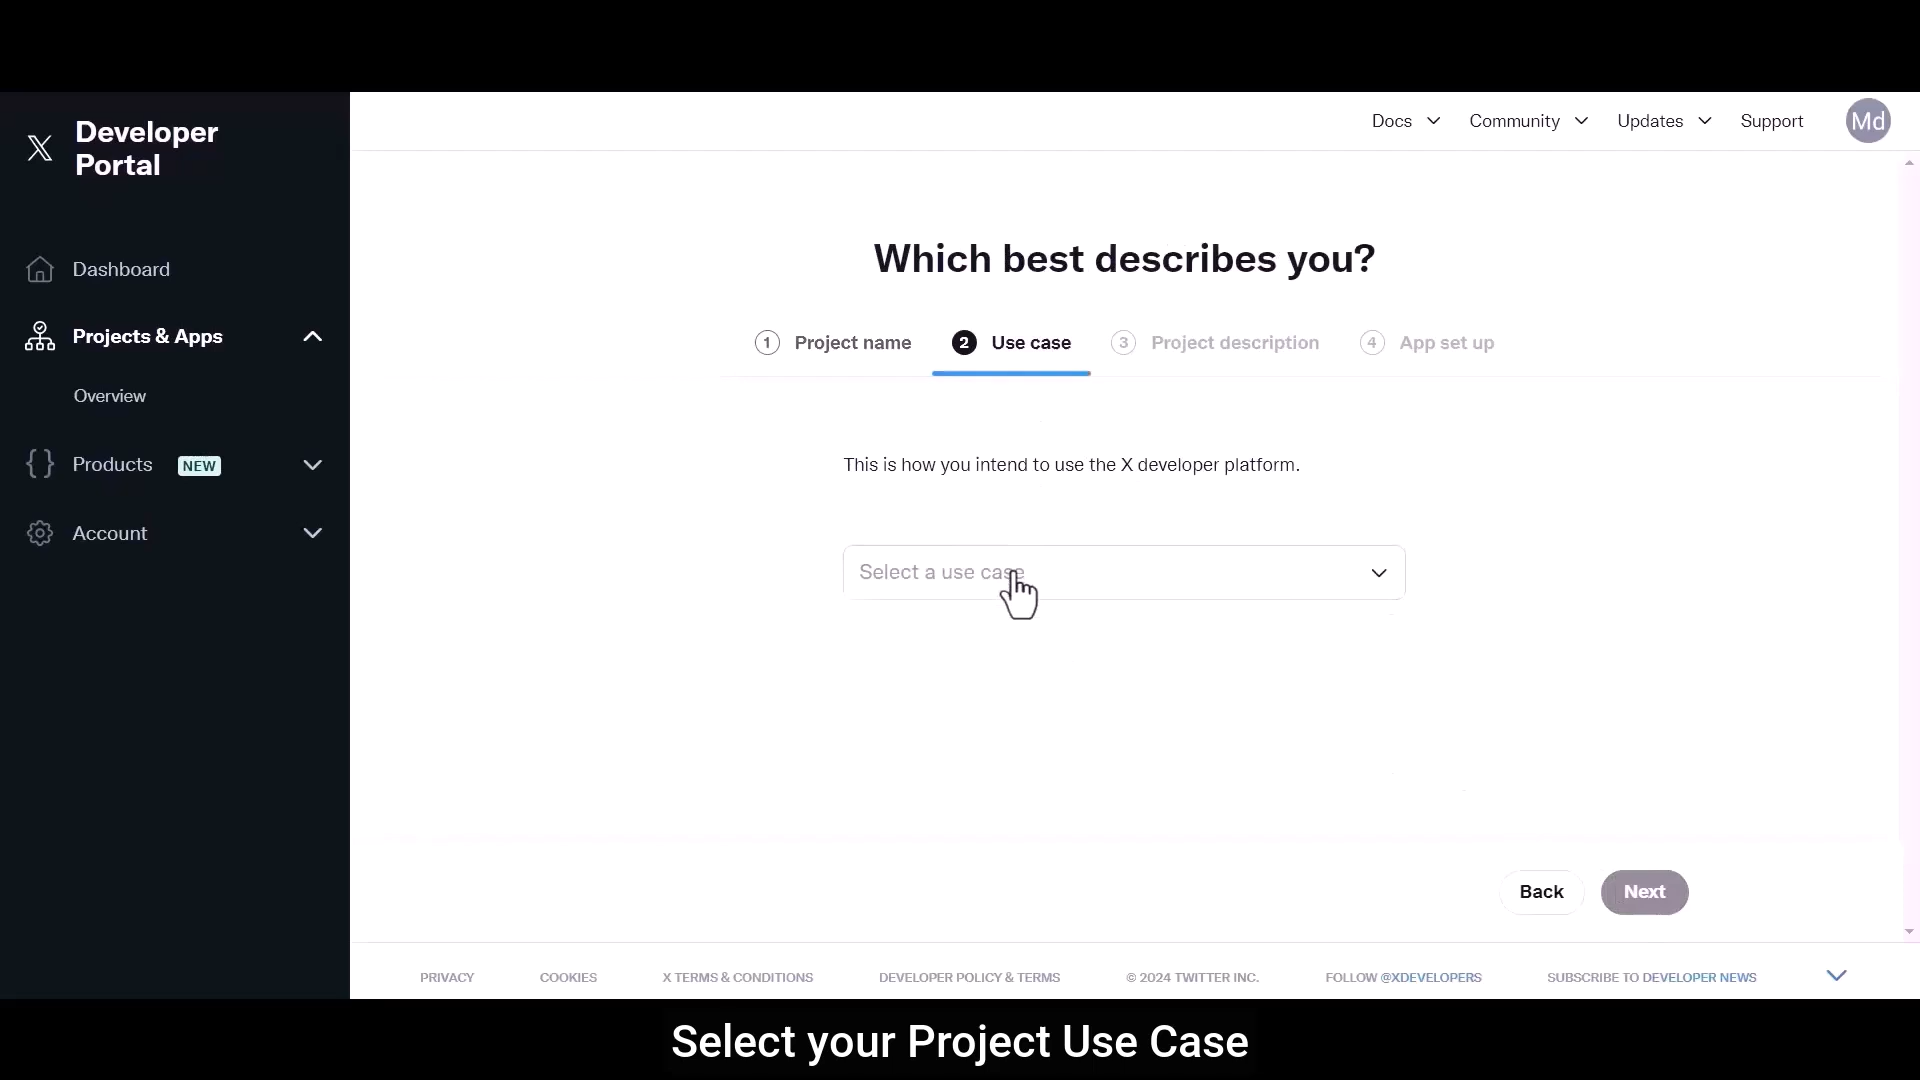 Developer
Portal
Docs Community Updates Support Md
Dashboard
Projects & Apps
Overview
Products NEW
Account
Which best describes you?
1 Project name 2 Use case 3 Project description 4 App set up
This is how you intend to use the X developer platform.
Select a use case
Back Next
PRIVACY COOKIES X TERMS & CONDITIONS DEVELOPER POLICY & TERMS © 2024 TWITTER INC. FOLLOW @XDEVELOPERS SUBSCRIBE TO DEVELOPER NEWS
Select your Project Use Case